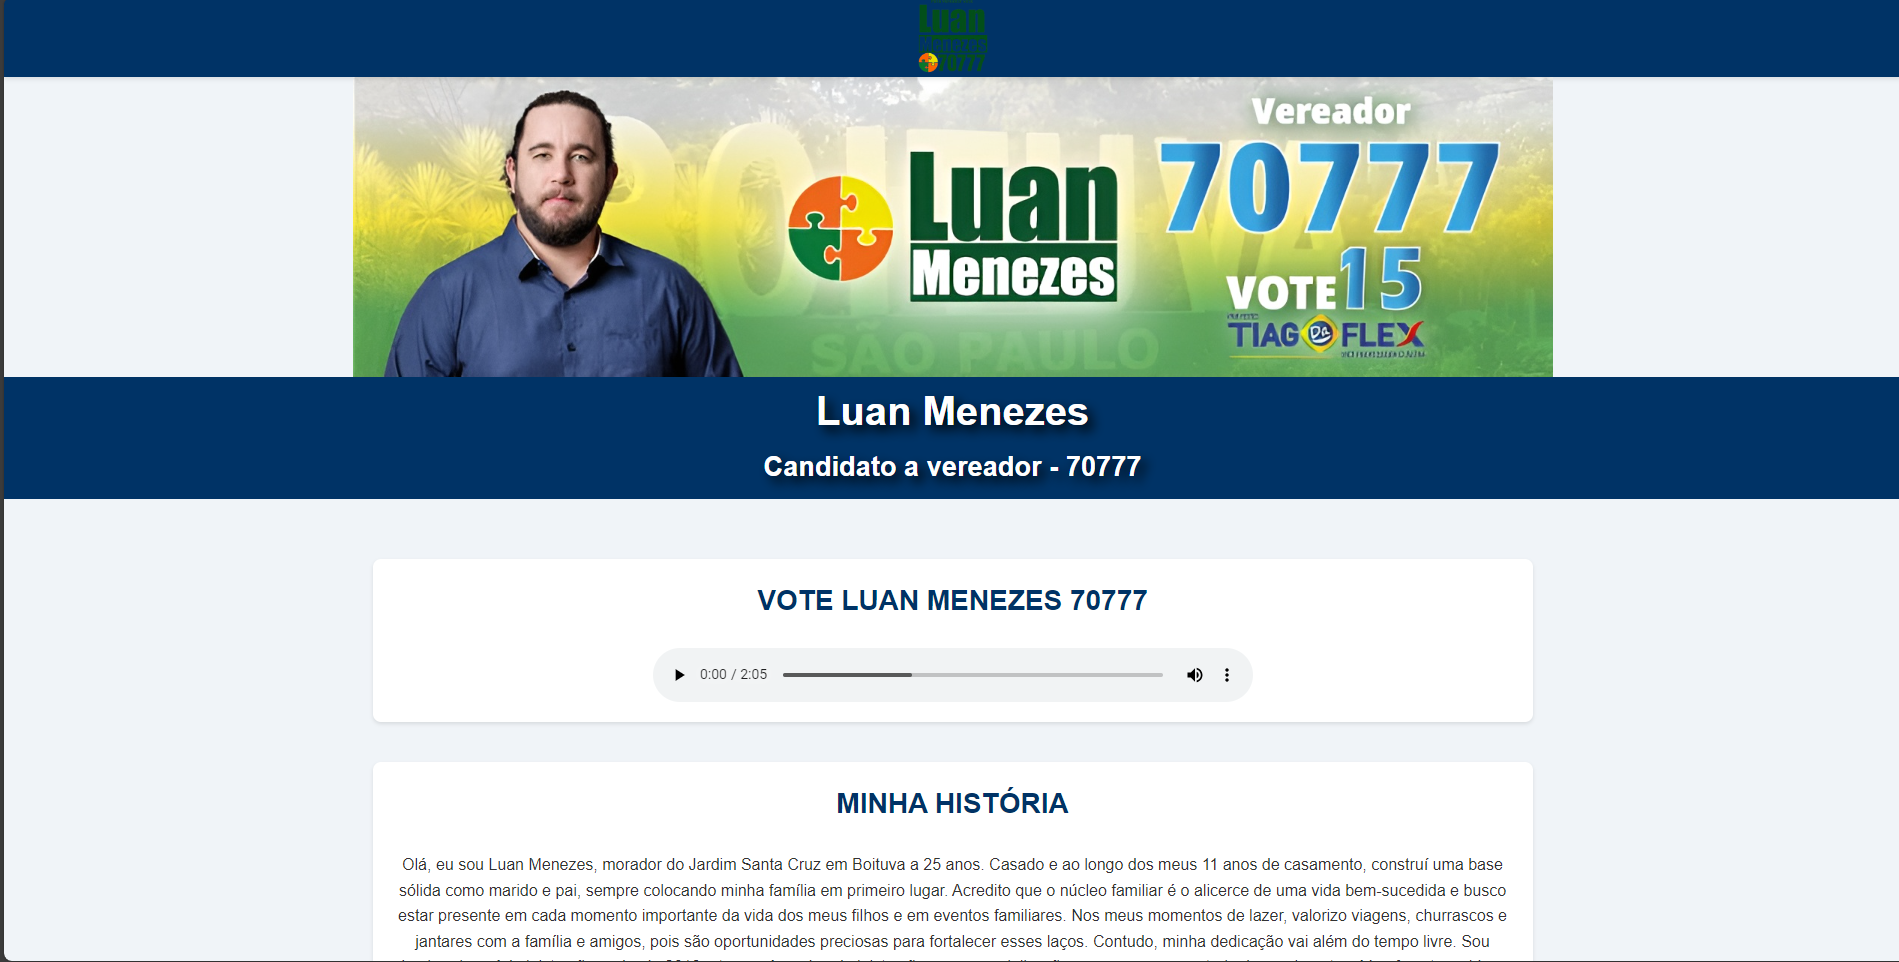 Luan
Menezes
70777
BOITUVA
SÃO PAULO
Luan
Menezes
Vereador
70777
VOTE 15
TIAGO DA FLEX
Luan Menezes
Candidato a vereador - 70777
VOTE LUAN MENEZES 70777
0:00 / 2:05
MINHA HISTÓRIA
Olá, eu sou Luan Menezes, morador do Jardim Santa Cruz em Boituva a 25 anos. Casado e ao longo dos meus 11 anos de casamento, construí uma base
sólida como marido e pai, sempre colocando minha família em primeiro lugar. Acredito que o núcleo familiar é o alicerce de uma vida bem-sucedida e busco
estar presente em cada momento importante da vida dos meus filhos e em eventos familiares. Nos meus momentos de lazer, valorizo viagens, churrascos e
jantares com a família e amigos, pois são oportunidades preciosas para fortalecer esses laços. Contudo, minha dedicação vai além do tempo livre. Sou